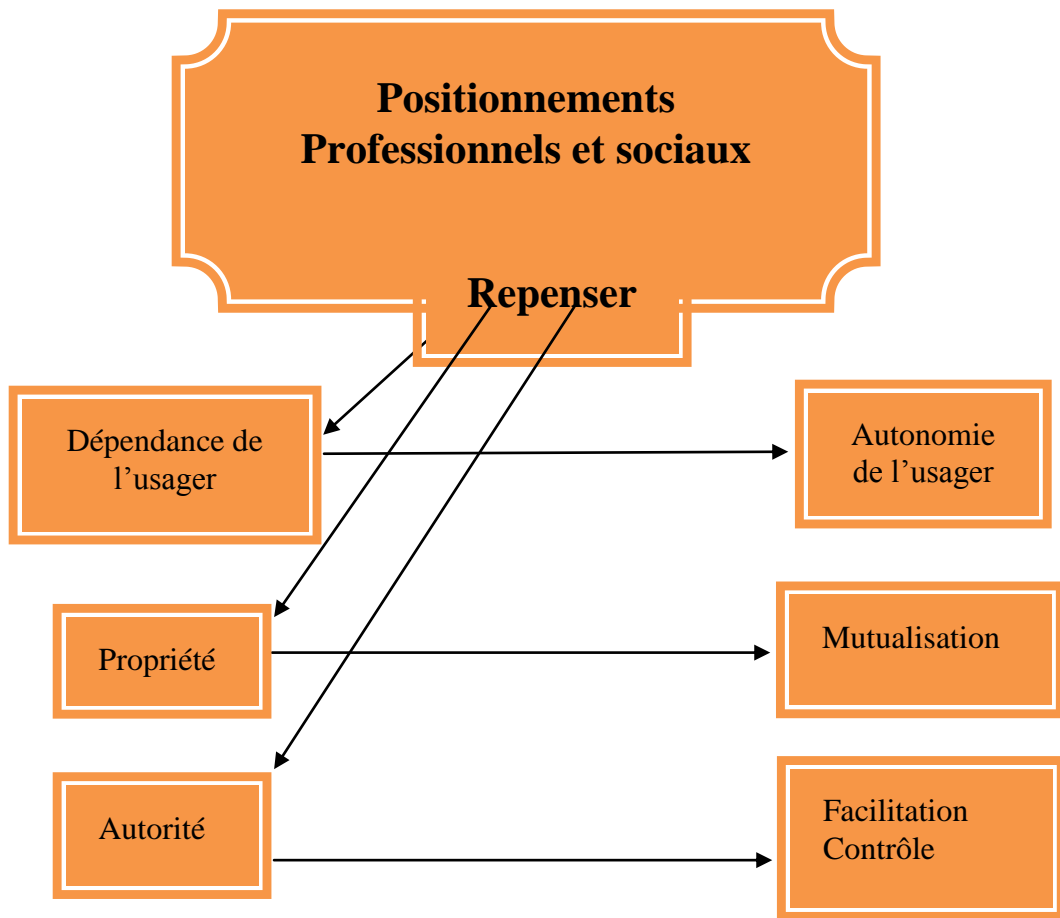 Positionnements
Professionnels et sociaux
Repenser
Dépendance de
l’usager
Autonomie
de l’usager
Propriété
Mutualisation
Autorité
Facilitation
Contrôle